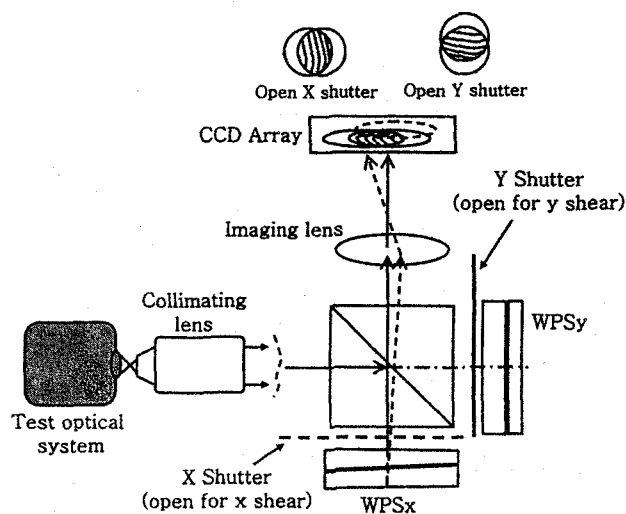 Open X shutter
Open Y shutter
CCD Array
Y Shutter
(open for y shear)
Imaging lens
Collimating
lens
WPSy
Test optical
system
X Shutter
(open for x shear)
WPSx